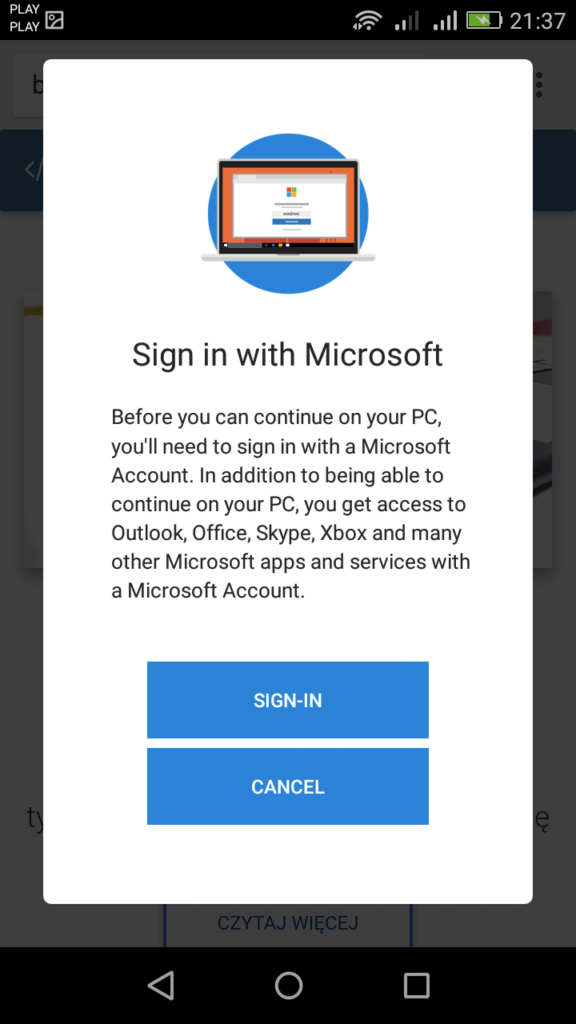 PLAY
PLAY
21:37
b
</
Sign in with Microsoft
Before you can continue on your PC,
you'll need to sign in with a Microsoft
Account. In addition to being able to
continue on your PC, you get access to
Outlook, Office, Skype, Xbox and many
other Microsoft apps and services with
a Microsoft Account.
SIGN-IN
CANCEL
ty
ę
CZYTAJ WIĘCEJ